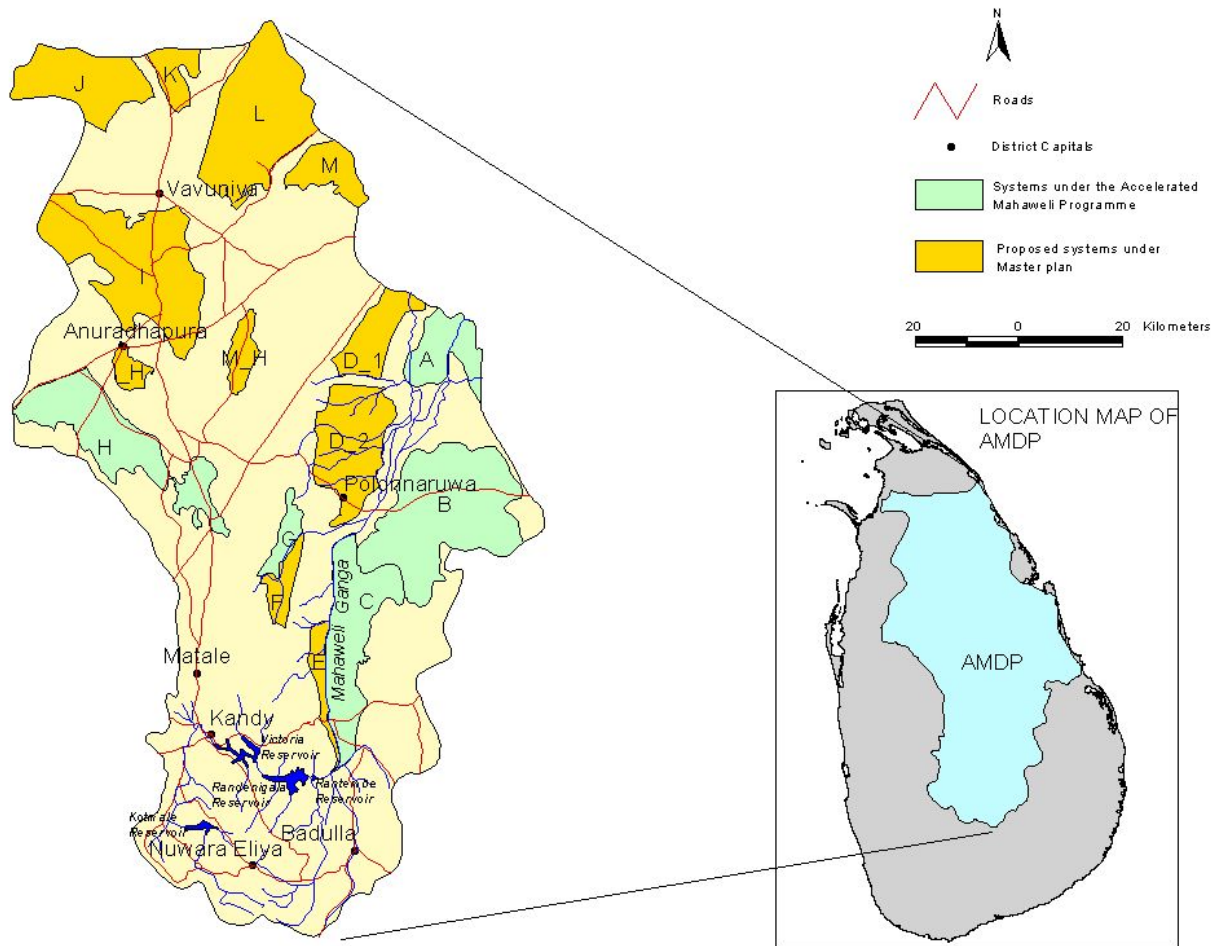 N
Roads
District Capitals
Systems under the Accelerated
Mahaweli Programme
Proposed systems under
Master plan
20 0 20 Kilometers
LOCATION MAP OF
AMDP
AMDP
J
K
L
M
Vavuniya
I
Anuradhapura
_H
M_H
D_1
A
H
D_2
Polonnaruwa
B
G
F
C
E
Mahaweli Ganga
Matale
Kandy
Victoria
Reservoir
Randenigala
Reservoir
Rantembe
Reservoir
Kotmale
Reservoir
Badulla
Nuwara Eliya